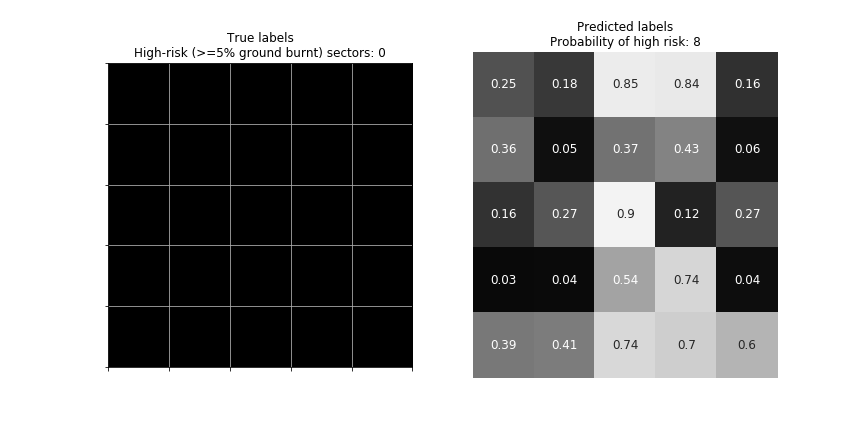 True labels
High-risk (>=5% ground burnt) sectors: 0
Predicted labels
Probability of high risk: 8
0.25 0.18 0.85 0.84 0.16
0.36 0.05 0.37 0.43 0.06
0.16 0.27 0.9 0.12 0.27
0.03 0.04 0.54 0.74 0.04
0.39 0.41 0.74 0.7 0.6